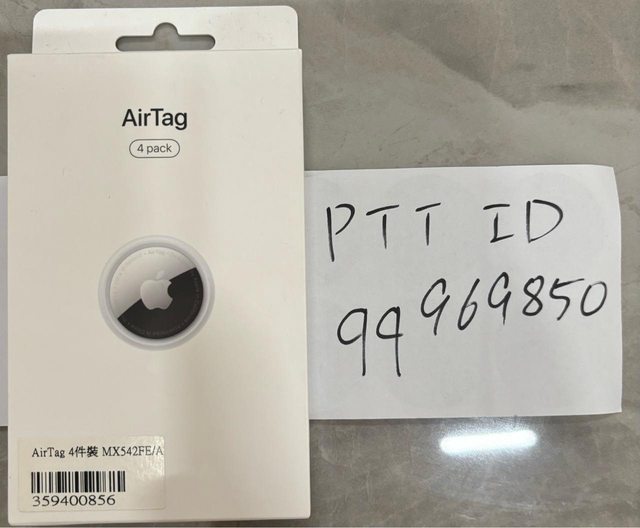 AirTag
4 pack
AirTag 4件裝 MX542FE/A
359400856
PTT ID
99969850